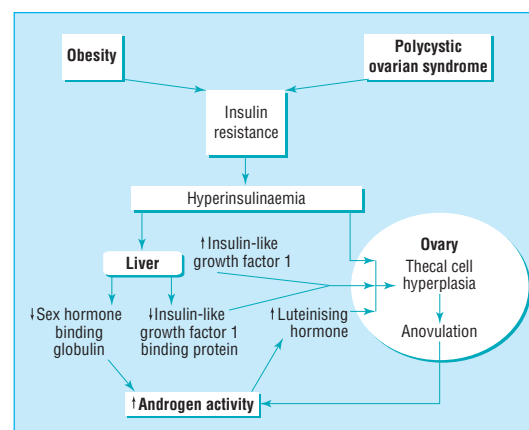 Obesity
Polycystic
ovarian syndrome
Insulin
resistance
Hyperinsulinaemia
↑Insulin-like
growth factor 1
Liver
Ovary
Thecal cell
hyperplasia
↓Sex hormone
binding
globulin
↓Insulin-like
growth factor 1
binding protein
↑Luteinising
hormone
Anovulation
↑Androgen activity